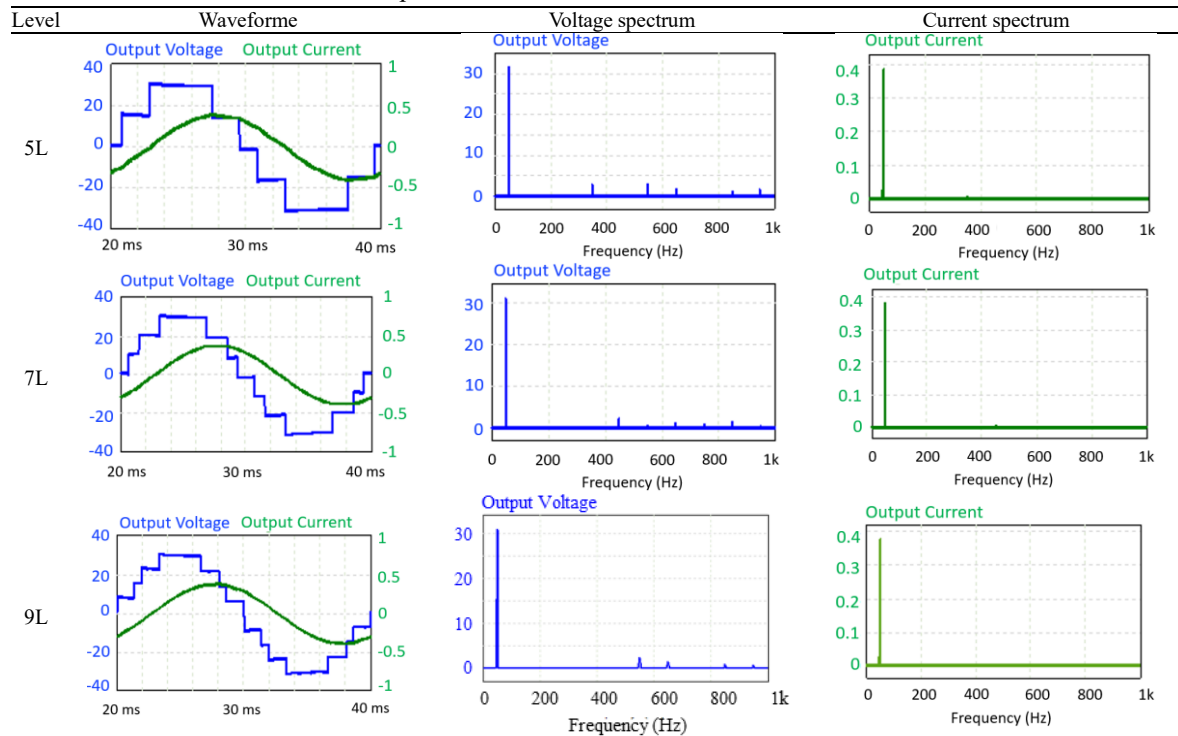 Level Waveforme Voltage spectrum Current spectrum
5L
Output Voltage Output Current
40 20 0 -20 -40
1 0.5 0 -0.5 -1
20 ms 30 ms 40 ms
Output Voltage
30 20 10 0
0 200 400 600 800 1k
Frequency (Hz)
Output Current
0.4 0.3 0.2 0.1 0
0 200 400 600 800 1k
Frequency (Hz)
7L
Output Voltage Output Current
40 20 0 -20 -40
1 0.5 0 -0.5 -1
20 ms 30 ms 40 ms
Output Voltage
30 20 10 0
0 200 400 600 800 1k
Frequency (Hz)
Output Current
0.4 0.3 0.2 0.1 0
0 200 400 600 800 1k
Frequency (Hz)
9L
Output Voltage Output Current
40 20 0 -20 -40
1 0.5 0 -0.5 -1
20 ms 30 ms 40 ms
Output Voltage
30 20 10 0
0 200 400 600 800 1k
Frequency (Hz)
Output Current
0.4 0.3 0.2 0.1 0
0 200 400 600 800 1k
Frequency (Hz)